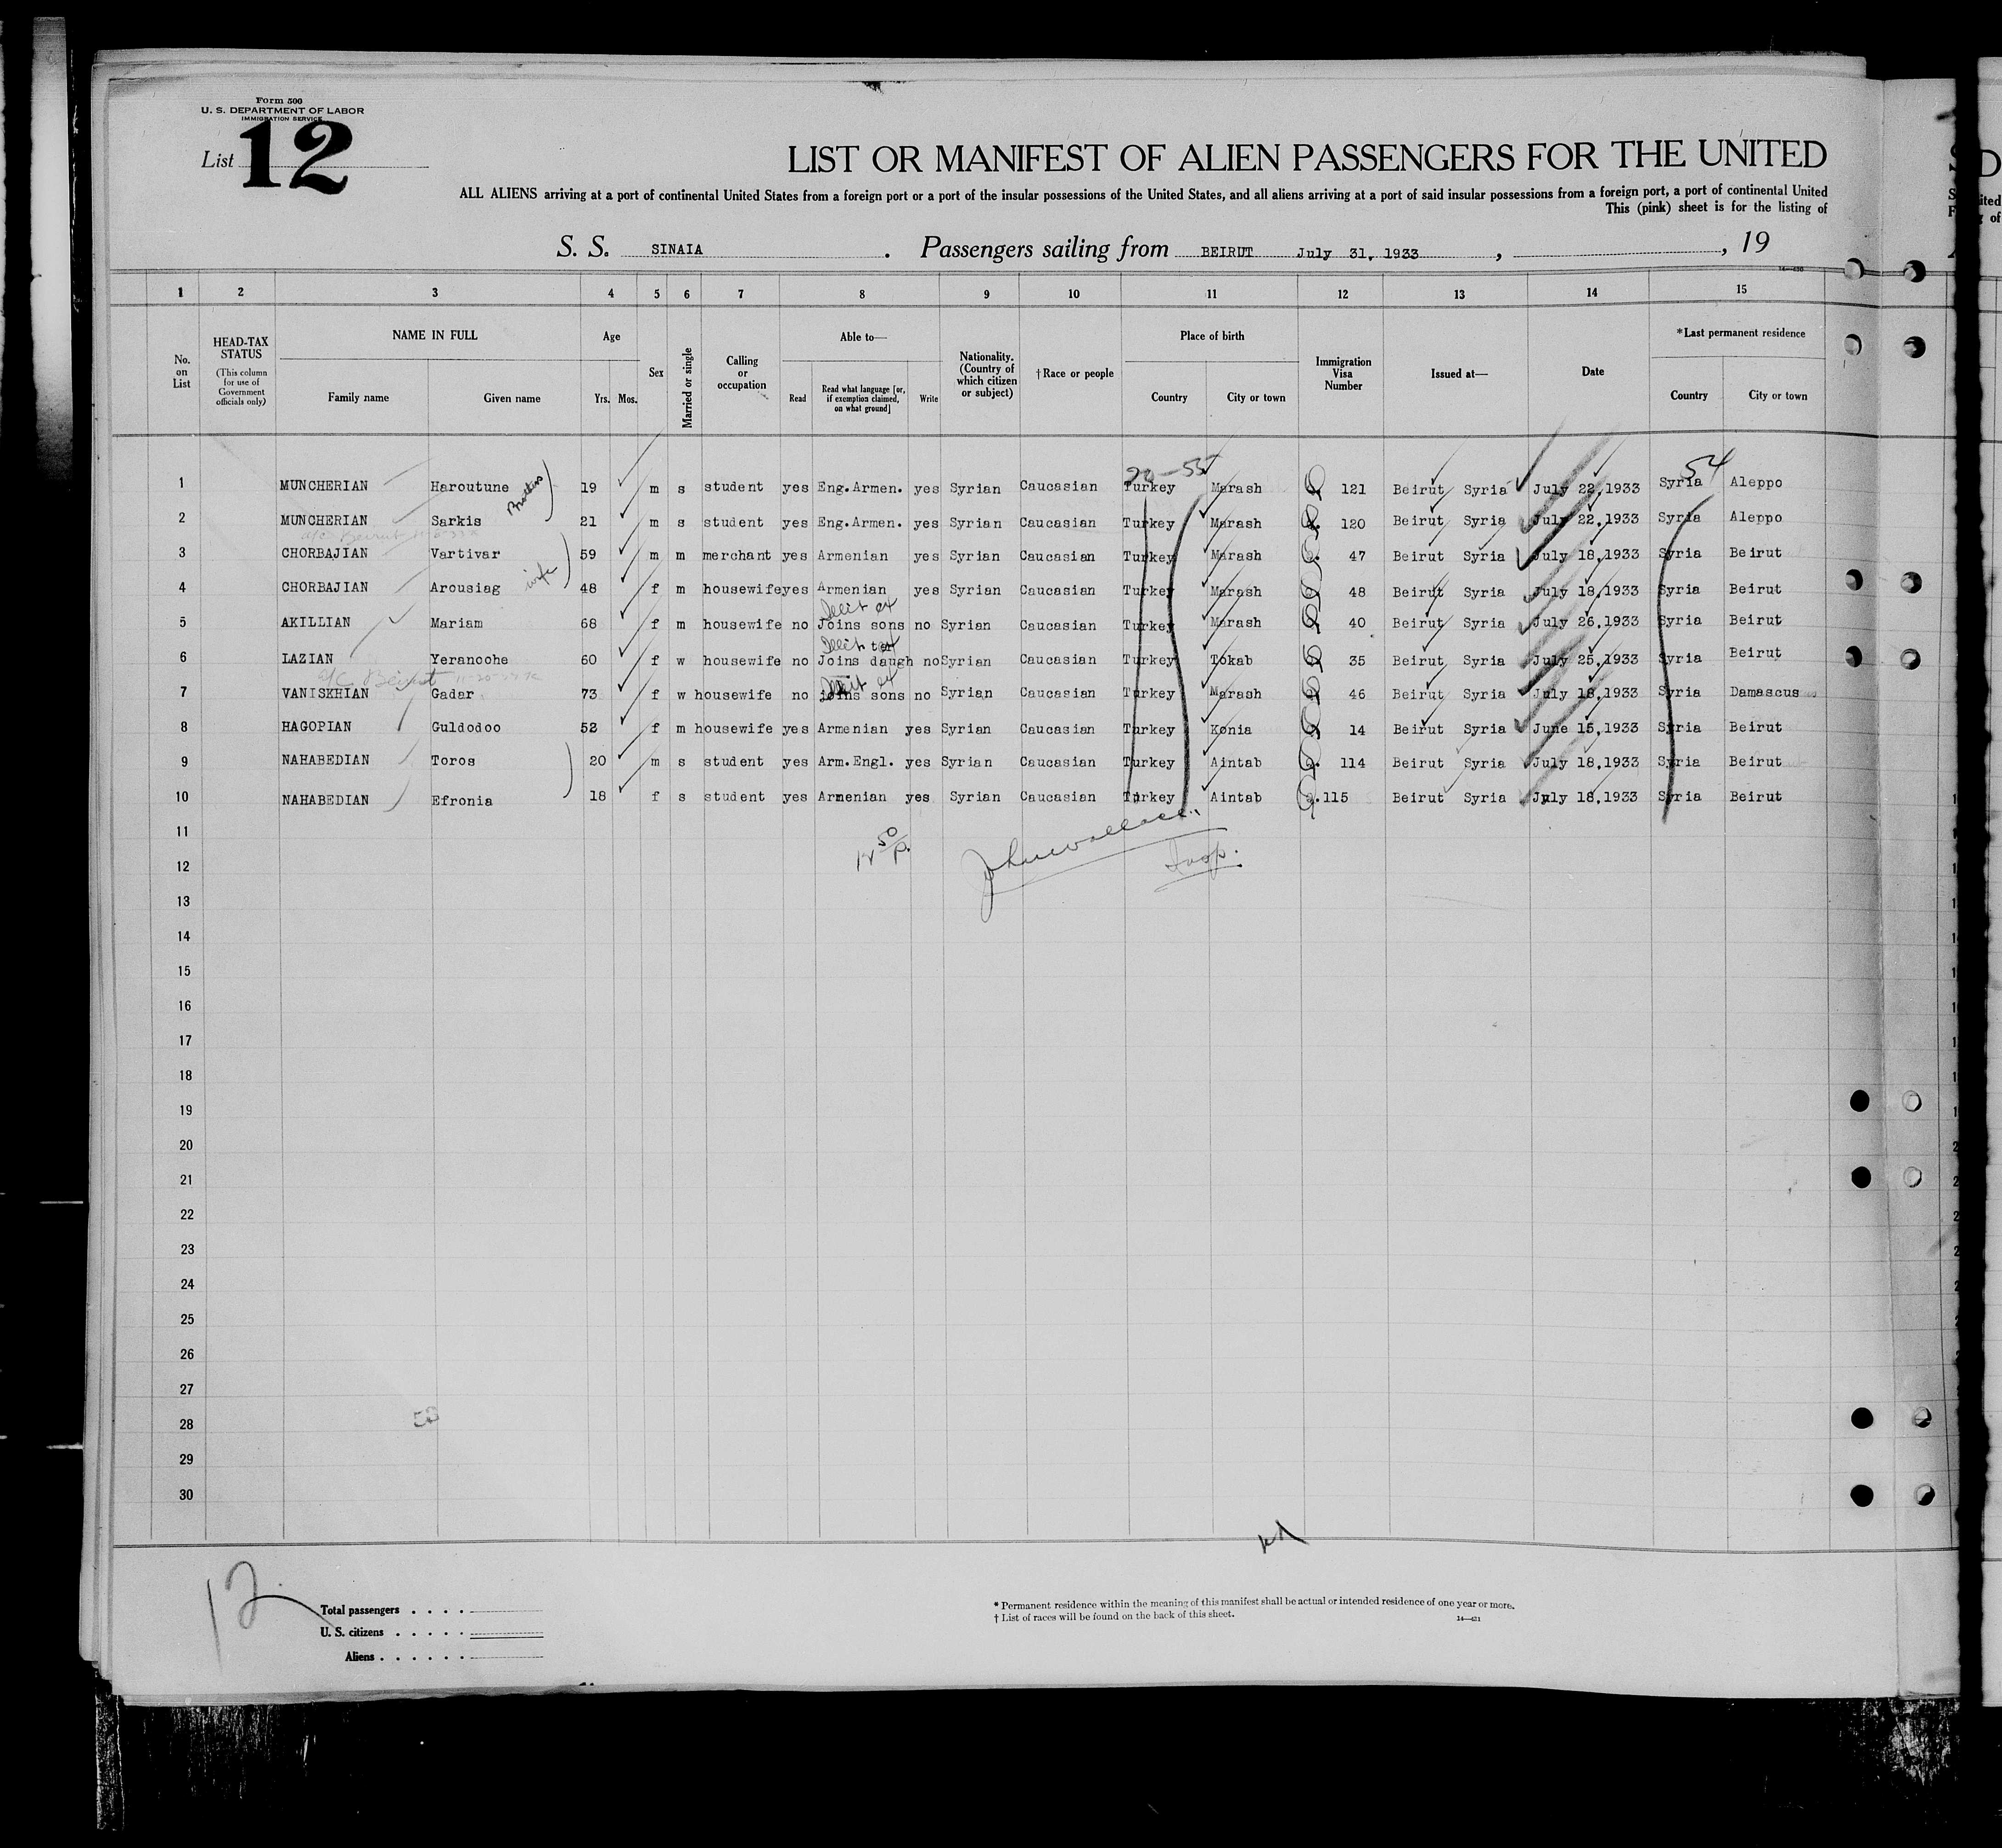 Form 500
U. S. DEPARTMENT OF LABOR
IMMIGRATION SERVICE
List 12
LIST OR MANIFEST OF ALIEN PASSENGERS FOR THE UNITED
ALL ALIENS arriving at a port of continental United States from a foreign port or a port of the insular possessions of the United States, and all aliens arriving at a port of said insular possessions from a foreign port, a port of continental United
This (pink) sheet is for the listing of
S. S. SINAIA . Passengers sailing from BEIRUT July 31, 1933 , , 19
1 2 3 4 5 6 7 8 9 10 11 12 13 14 15
No. on List
HEAD-TAX STATUS (This column for use of Government officials only)
NAME IN FULL Family name Given name
Age Yrs. Mos.
Sex
Married or single
Calling or occupation
Able to— Read Read what language [or, if exemption claimed, on what ground] Write
Nationality. (Country of which citizen or subject)
†Race or people
Place of birth Country City or town
Immigration Visa Number
Issued at—
Date
*Last permanent residence Country City or town
20-55 54
1 MUNCHERIAN Haroutune Brothers 19 m s student yes Eng.Armen. yes Syrian Caucasian Turkey Marash 121 Beirut Syria July 22,1933 Syria Aleppo
2 MUNCHERIAN Sarkis 21 m s student yes Eng.Armen. yes Syrian Caucasian Turkey Marash 120 Beirut Syria July 22,1933 Syria Aleppo
3 CHORBAJIAN Vartivar 59 m m merchant yes Armenian yes Syrian Caucasian Turkey Marash 47 Beirut Syria July 18,1933 Syria Beirut
4 CHORBAJIAN Arousiag wife 48 f m housewife yes Armenian yes Syrian Caucasian Turkey Marash 48 Beirut Syria July 18,1933 Syria Beirut
5 AKILLIAN Mariam 68 f m housewife no Joins sons no Syrian Caucasian Turkey Marash 40 Beirut Syria July 26,1933 Syria Beirut
6 LAZIAN Yeranoohe 60 f w housewife no Joins daugh no Syrian Caucasian Turkey Tokab 35 Beirut Syria July 25,1933 Syria Beirut
a/c Beirut
7 VANISKHIAN Gadar 73 f w housewife no joins sons no Syrian Caucasian Turkey Marash 46 Beirut Syria July 18,1933 Syria Damascus
8 HAGOPIAN Guldodoo 52 f m housewife yes Armenian yes Syrian Caucasian Turkey Konia 14 Beirut Syria June 15,1933 Syria Beirut
9 NAHABEDIAN Toros 20 m s student yes Arm.Engl. yes Syrian Caucasian Turkey Aintab 114 Beirut Syria July 18,1933 Syria Beirut
10 NAHABEDIAN Efronia 18 f s student yes Armenian yes Syrian Caucasian Turkey Aintab 115 Beirut Syria July 18,1933 Syria Beirut
11
12
13
14
15
16
17
18
19
20
21
22
23
24
25
26
27
28
29
30
12
Total passengers . . . .
U. S. citizens . . . . .
Aliens . . . . . .
* Permanent residence within the meaning of this manifest shall be actual or intended residence of one year or more.
† List of races will be found on the back of this sheet.